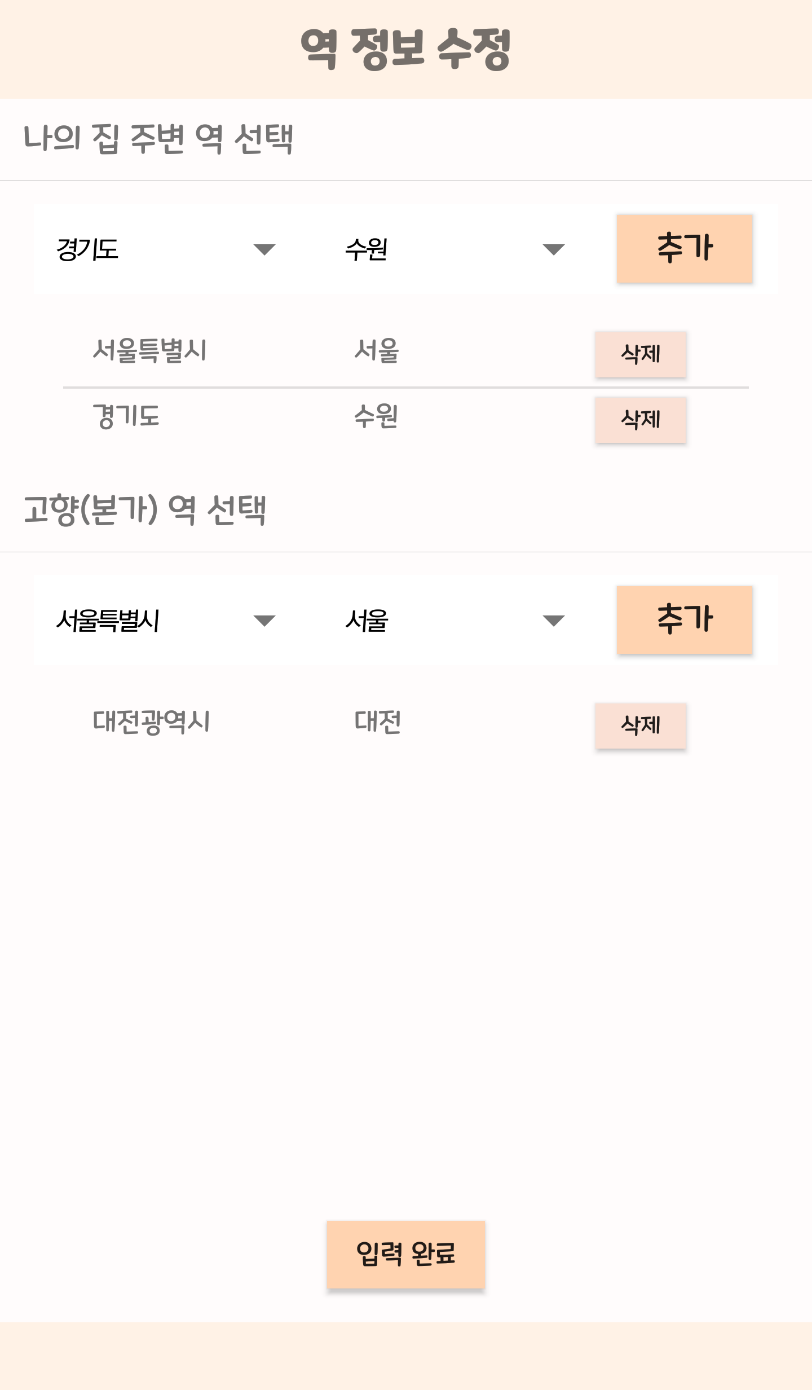 역 정보 수정
나의 집 주변 역 선택
경기도 수원 추가
서울특별시 서울 삭제
경기도 수원 삭제
고향(본가) 역 선택
서울특별시 서울 추가
대전광역시 대전 삭제
입력 완료